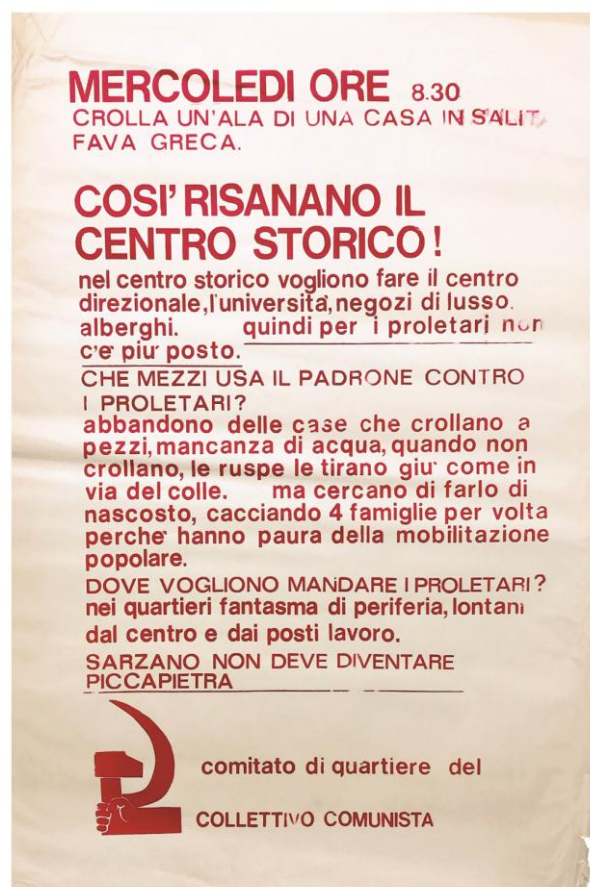 MERCOLEDI ORE 8.30
CROLLA UN'ALA DI UNA CASA IN SALIT.
FAVA GRECA.
COSI' RISANANO IL
CENTRO STORICO!
nel centro storico vogliono fare il centro
direzionale, l'università, negozi di lusso.
alberghi. quindi per i proletari non
c'e' piu' posto.
CHE MEZZI USA IL PADRONE CONTRO
I PROLETARI?
abbandono delle case che crollano a
pezzi, mancanza di acqua, quando non
crollano, le ruspe le tirano giu' come in
via del colle. ma cercano di farlo di
nascosto, cacciando 4 famiglie per volta
perche' hanno paura della mobilitazione
popolare.
DOVE VOGLIONO MANDARE I PROLETARI?
nei quartieri fantasma di periferia, lontani
dal centro e dai posti lavoro.
SARZANO NON DEVE DIVENTARE
PICCAPIETRA
comitato di quartiere del
COLLETTIVO COMUNISTA